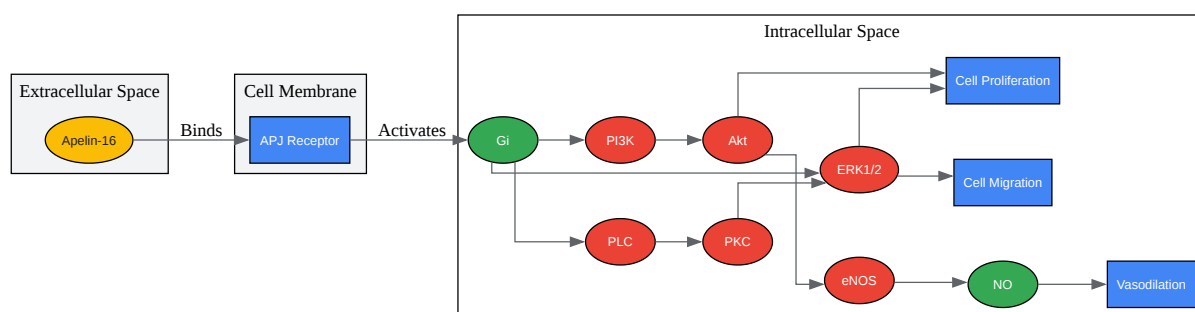 Intracellular Space
Extracellular Space
Cell Membrane
Apelin-16
Binds
APJ Receptor
Activates
Gi
PI3K
Akt
Cell Proliferation
ERK1/2
Cell Migration
PLC
PKC
eNOS
NO
Vasodilation